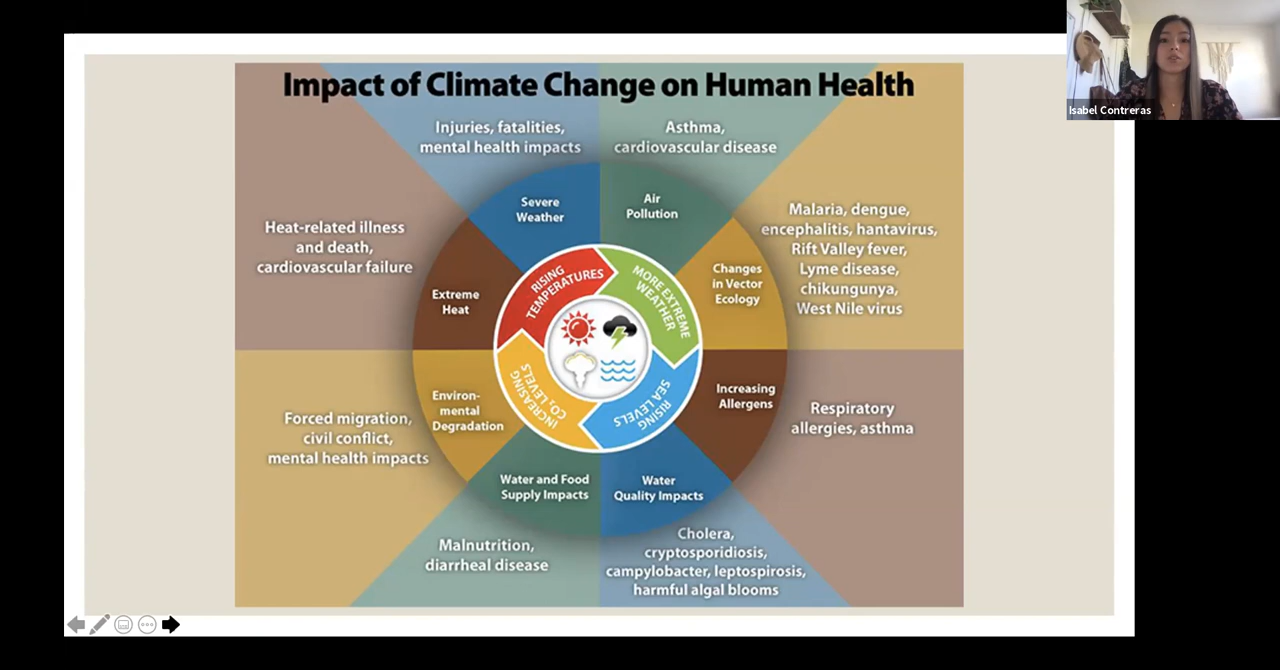 Impact of Climate Change on Human Health
Isabel Contreras
Injuries, fatalities,
mental health impacts
Asthma,
cardiovascular disease
Malaria, dengue,
encephalitis, hantavirus,
Rift Valley fever,
Lyme disease,
chikungunya,
West Nile virus
Respiratory
allergies, asthma
Cholera,
cryptosporidiosis,
campylobacter, leptospirosis,
harmful algal blooms
Malnutrition,
diarrheal disease
Forced migration,
civil conflict,
mental health impacts
Heat-related illness
and death,
cardiovascular failure
Severe
Weather
Air
Pollution
Changes
in Vector
Ecology
Increasing
Allergens
Water
Quality Impacts
Water and Food
Supply Impacts
Environ-
mental
Degradation
Extreme
Heat
RISING
TEMPERATURES
MORE EXTREME
WEATHER
RISING
SEA LEVELS
INCREASING
CO₂ LEVELS